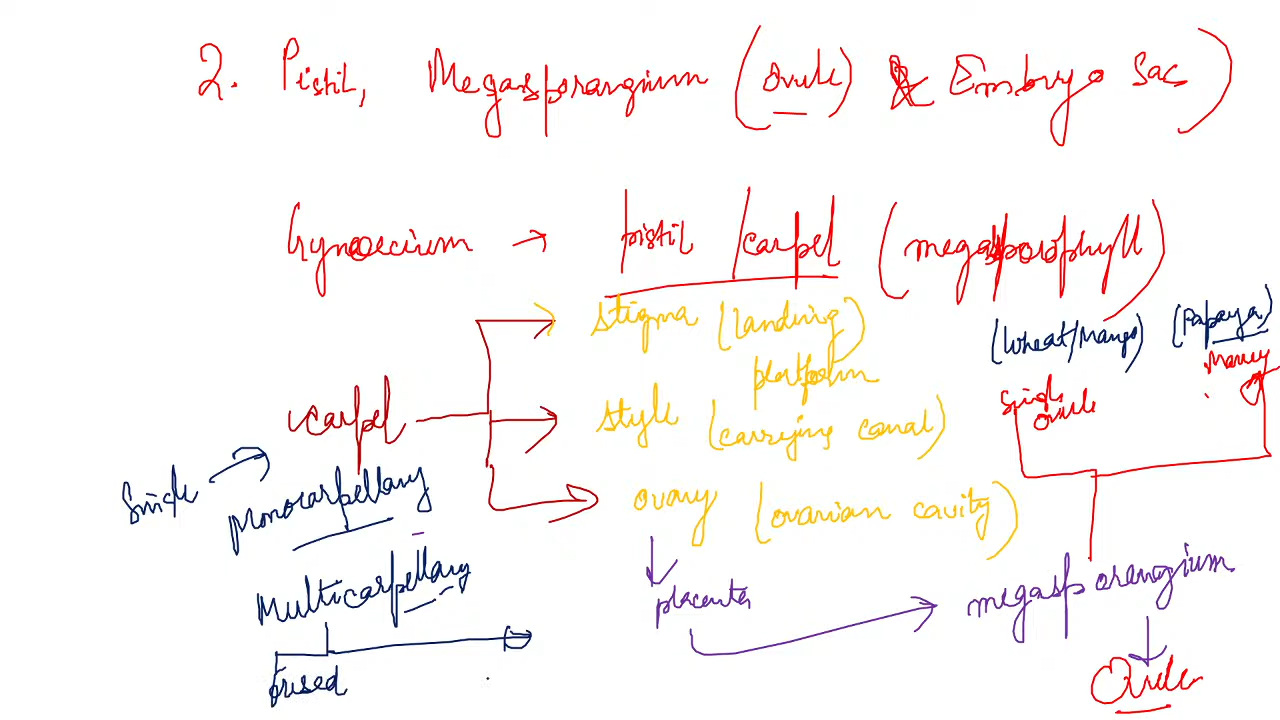 2. Pistil, Megasporangium (ovule) & Embryo Sac)
Gynoecium → pistil / carpel (megasporophyll)
stigma (landing platform)
(Wheat/Mango) (Papaya)
Single ovule Many
carpel
style (carrying canal)
Single → Monocarpellary
ovary (ovarian cavity)
Multicarpellary
placenta → megasporangium
fused
Ovule